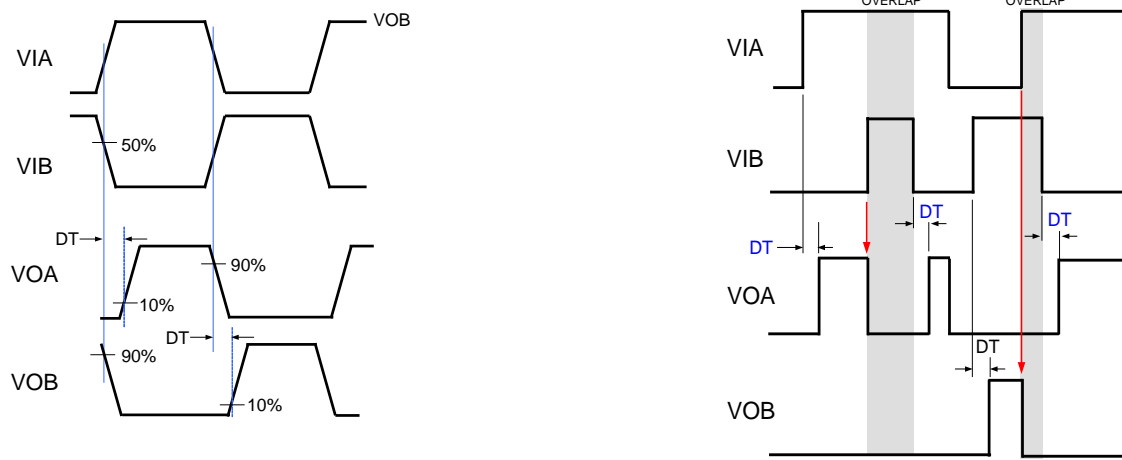 VOB
VIA
50%
VIB
DT
VOA
90%
10%
DT
90%
VOB
10%
OVERLAP
OVERLAP
VIA
VIB
DT
DT
DT
VOA
DT
VOB